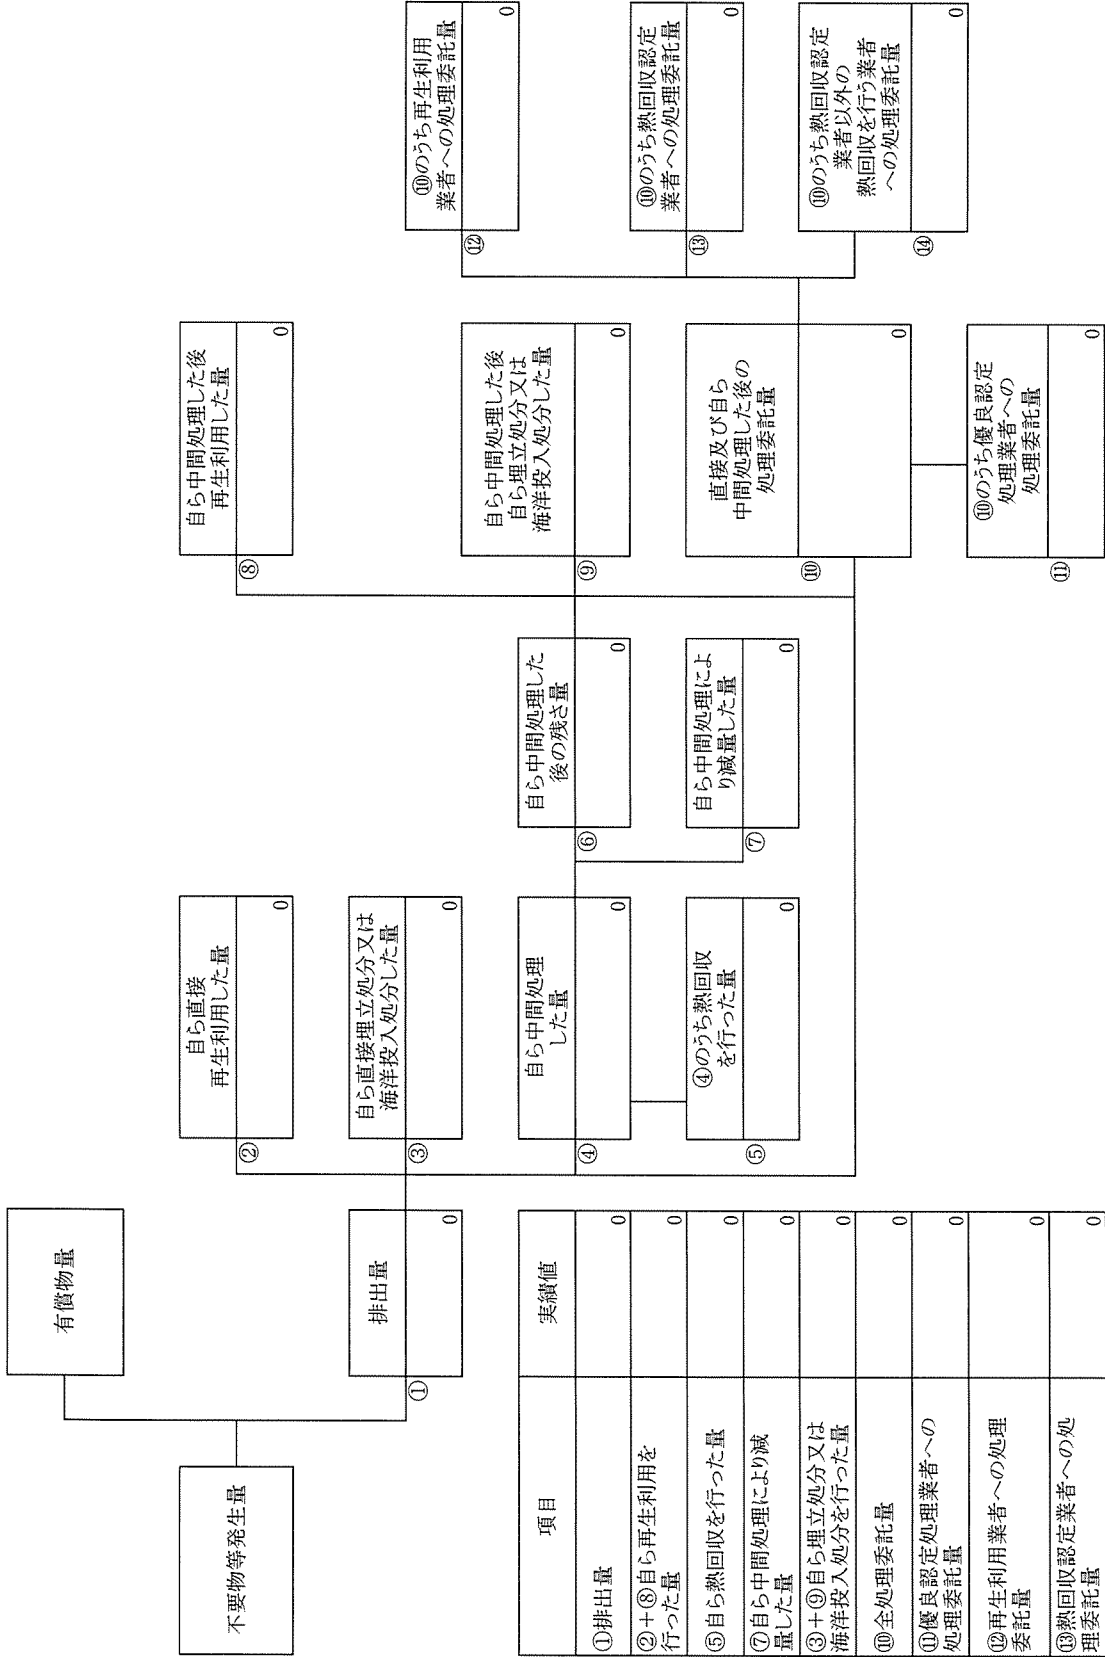 不要物等発生量
有償物量
排出量
①
0
自ら直接
再生利用した量
②
0
自ら直接埋立処分又は
海洋投入処分した量
③
0
自ら中間処理
した量
④
0
④のうち熱回収
を行った量
⑤
0
自ら中間処理した
後の残さ量
⑥
0
自ら中間処理によ
り減量した量
⑦
0
自ら中間処理した後
再生利用した量
⑧
0
自ら中間処理した後
自ら埋立処分又は
海洋投入処分した量
⑨
0
直接及び自ら
中間処理した後の
処理委託量
⑩
0
⑩のうち優良認定
処理業者への
処理委託量
⑪
0
⑩のうち再生利用
業者への処理委託量
⑫
0
⑩のうち熱回収認定
業者への処理委託量
⑬
0
⑩のうち熱回収認定
業者以外の
熱回収を行う業者
への処理委託量
⑭
0
項目 実績値
①排出量 0
②+⑧自ら再生利用を
行った量 0
⑤自ら熱回収を行った量 0
⑦自ら中間処理により減
量した量 0
③+⑨自ら埋立処分又は
海洋投入処分を行った量 0
⑩全処理委託量 0
⑪優良認定処理業者への
処理委託量 0
⑫再生利用業者への処理
委託量 0
⑬熱回収認定業者への処
理委託量 0